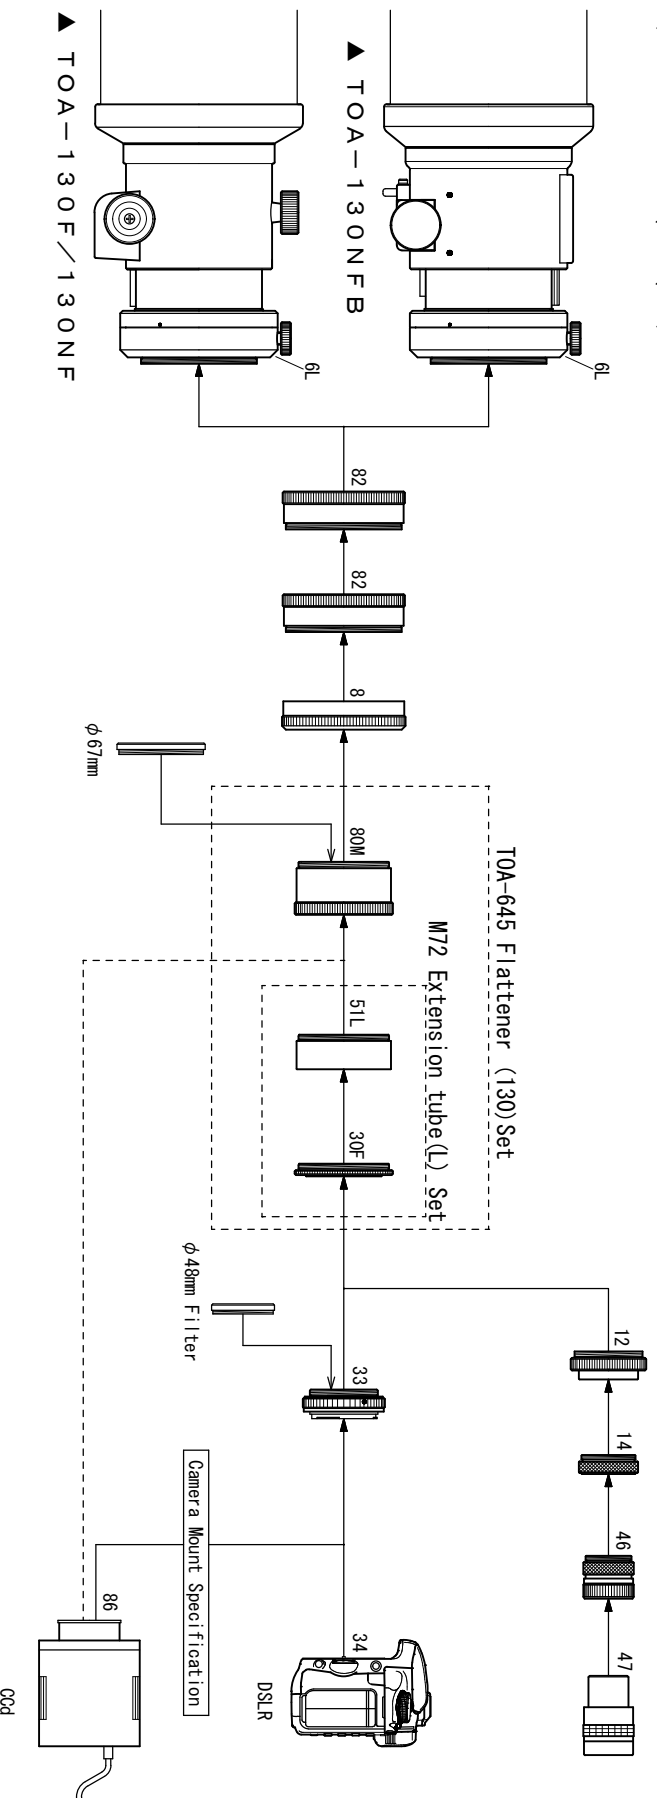 ▲ TOA-130NFB
▲ TOA-130F/130NF
6L
6L
82
82
8
φ67mm
TOA-645 Flattener (130)Set
80M
M72 Extension tube(L) Set
51L
30F
φ48mm Filter
33
12
14
46
47
Camera Mount Specification
34
DSLR
86
CCd